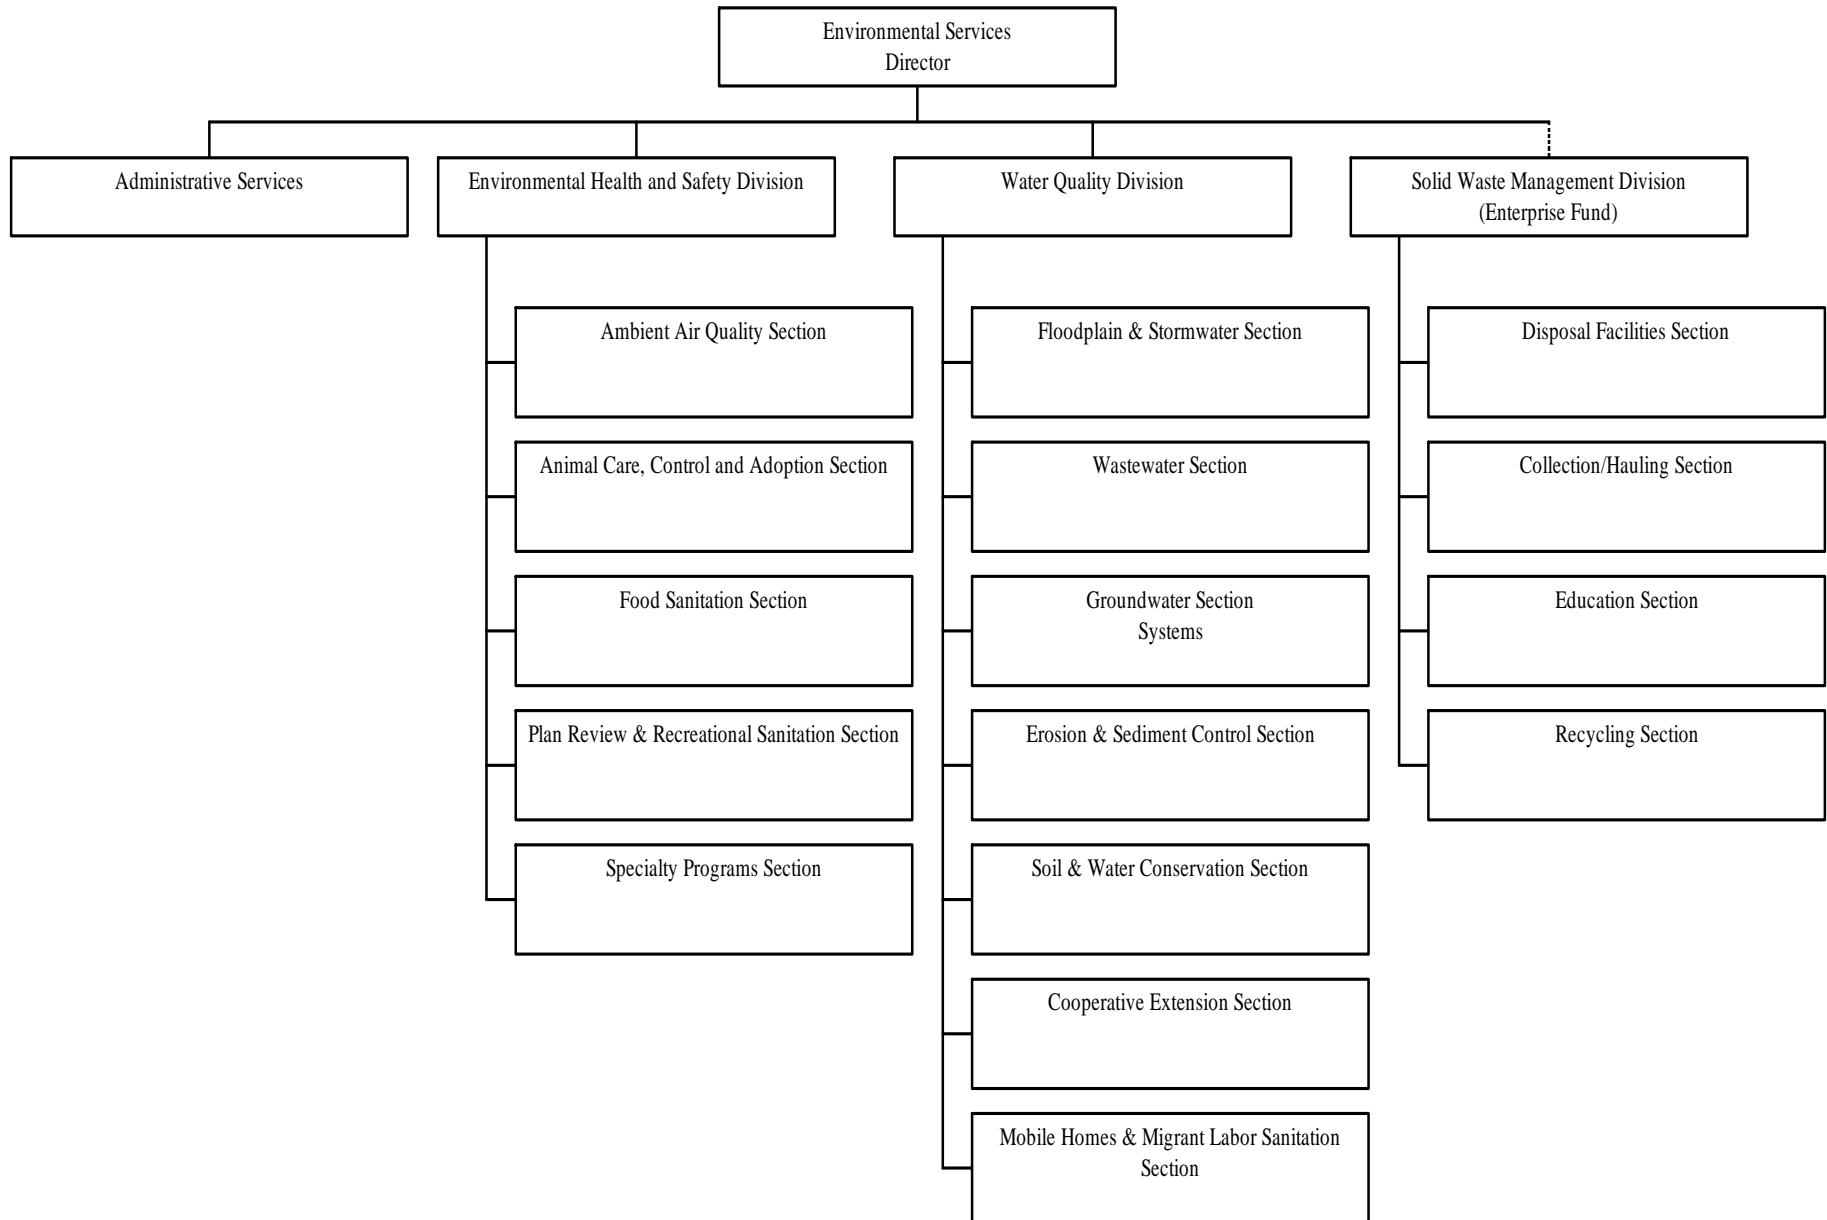 Environmental Services
Director
Administrative Services
Environmental Health and Safety Division
Water Quality Division
Solid Waste Management Division
(Enterprise Fund)
Ambient Air Quality Section
Animal Care, Control and Adoption Section
Food Sanitation Section
Plan Review & Recreational Sanitation Section
Specialty Programs Section
Floodplain & Stormwater Section
Wastewater Section
Groundwater Section
Systems
Erosion & Sediment Control Section
Soil & Water Conservation Section
Cooperative Extension Section
Mobile Homes & Migrant Labor Sanitation
Section
Disposal Facilities Section
Collection/Hauling Section
Education Section
Recycling Section